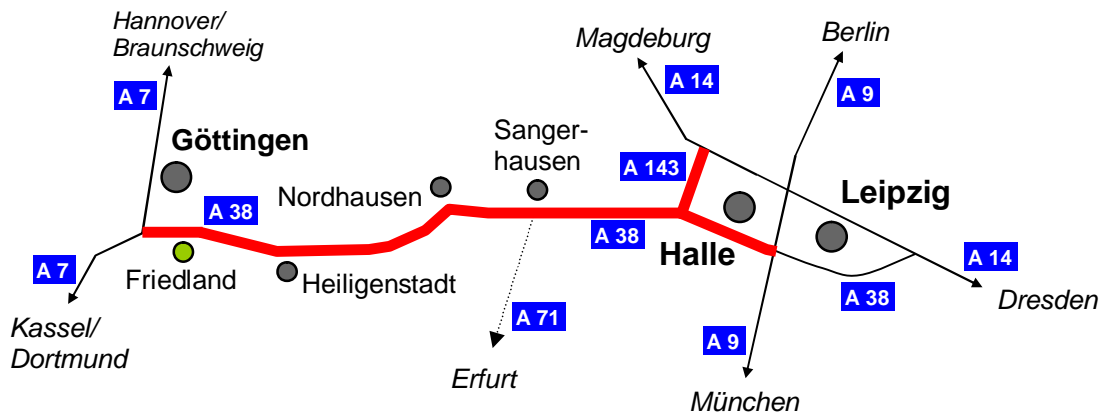 Hannover/
Braunschweig
Magdeburg
Berlin
A 7
A 14
A 9
Göttingen
Sanger-
hausen
A 143
Nordhausen
Leipzig
A 38
A 38
Halle
A 14
A 7
Friedland
Heiligenstadt
A 38
Dresden
Kassel/
Dortmund
A 71
A 9
Erfurt
München